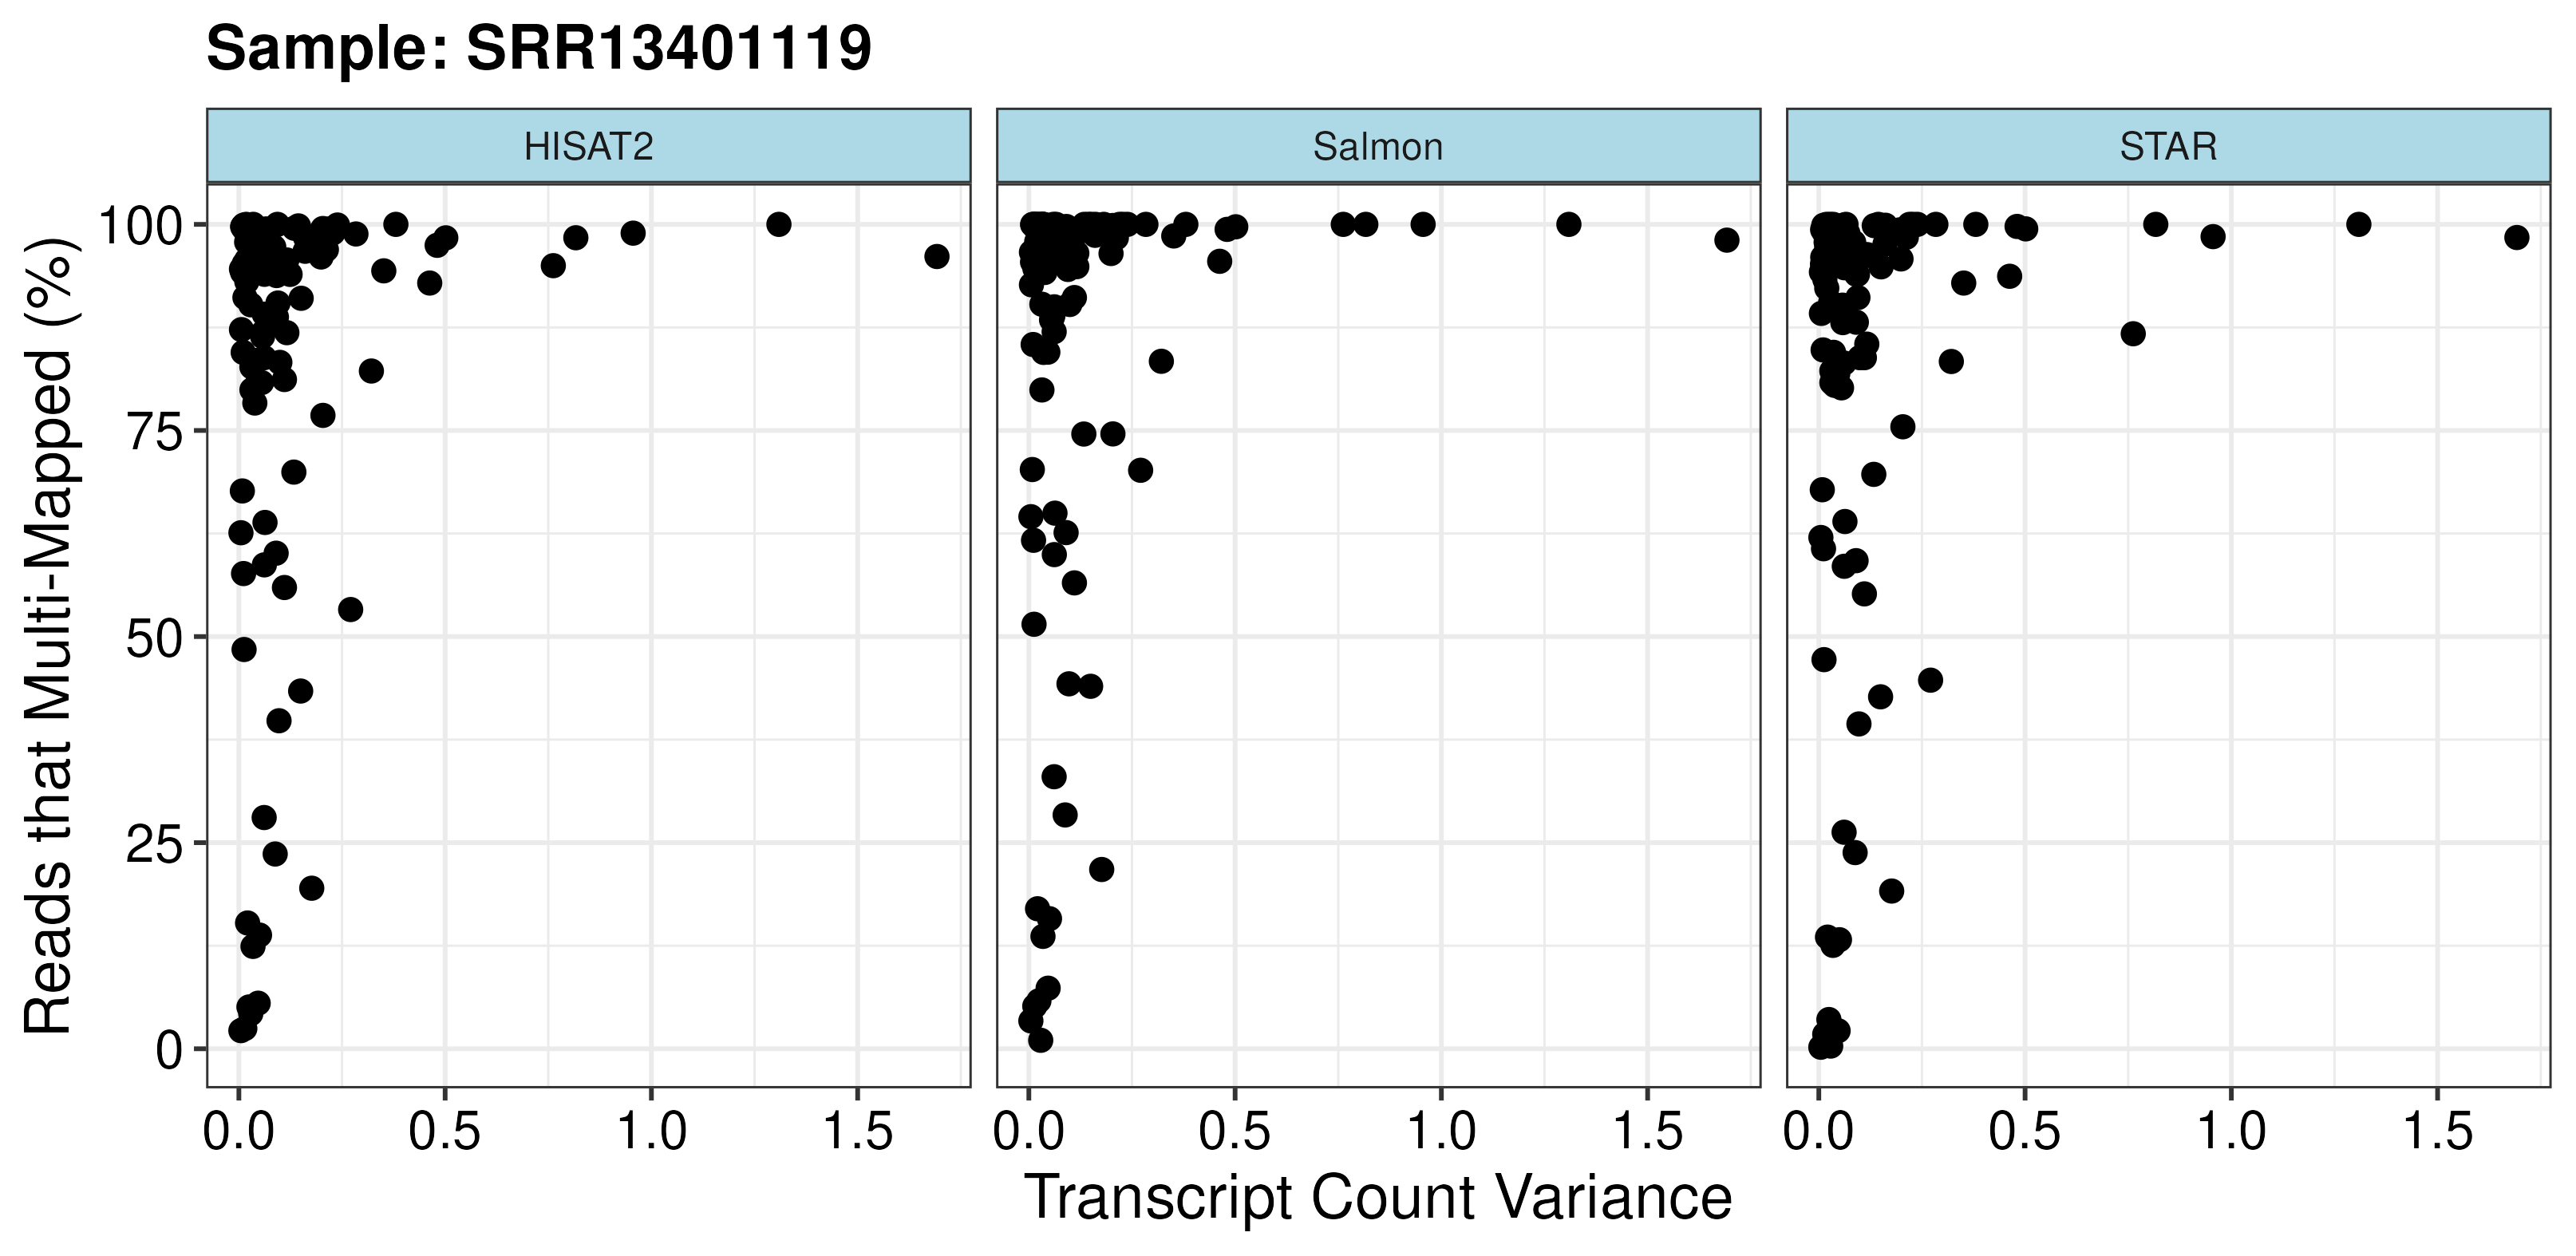 Sample: SRR13401119
HISAT2 Salmon STAR
Reads that Multi-Mapped (%)
100
75
50
25
0
0.0 0.5 1.0 1.5 0.0 0.5 1.0 1.5 0.0 0.5 1.0 1.5
Transcript Count Variance